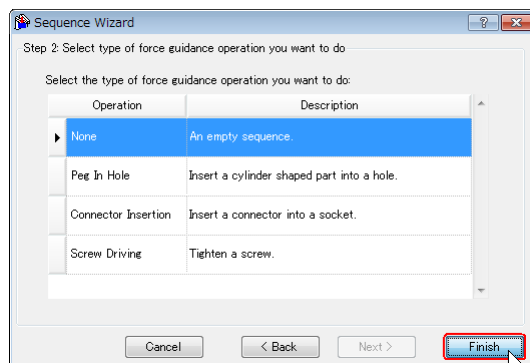 Sequence Wizard
Step 2: Select type of force guidance operation you want to do
Select the type of force guidance operation you want to do:
Operation Description
None An empty sequence.
Peg In Hole Insert a cylinder shaped part into a hole.
Connector Insertion Insert a connector into a socket.
Screw Driving Tighten a screw.
Cancel < Back Next > Finish